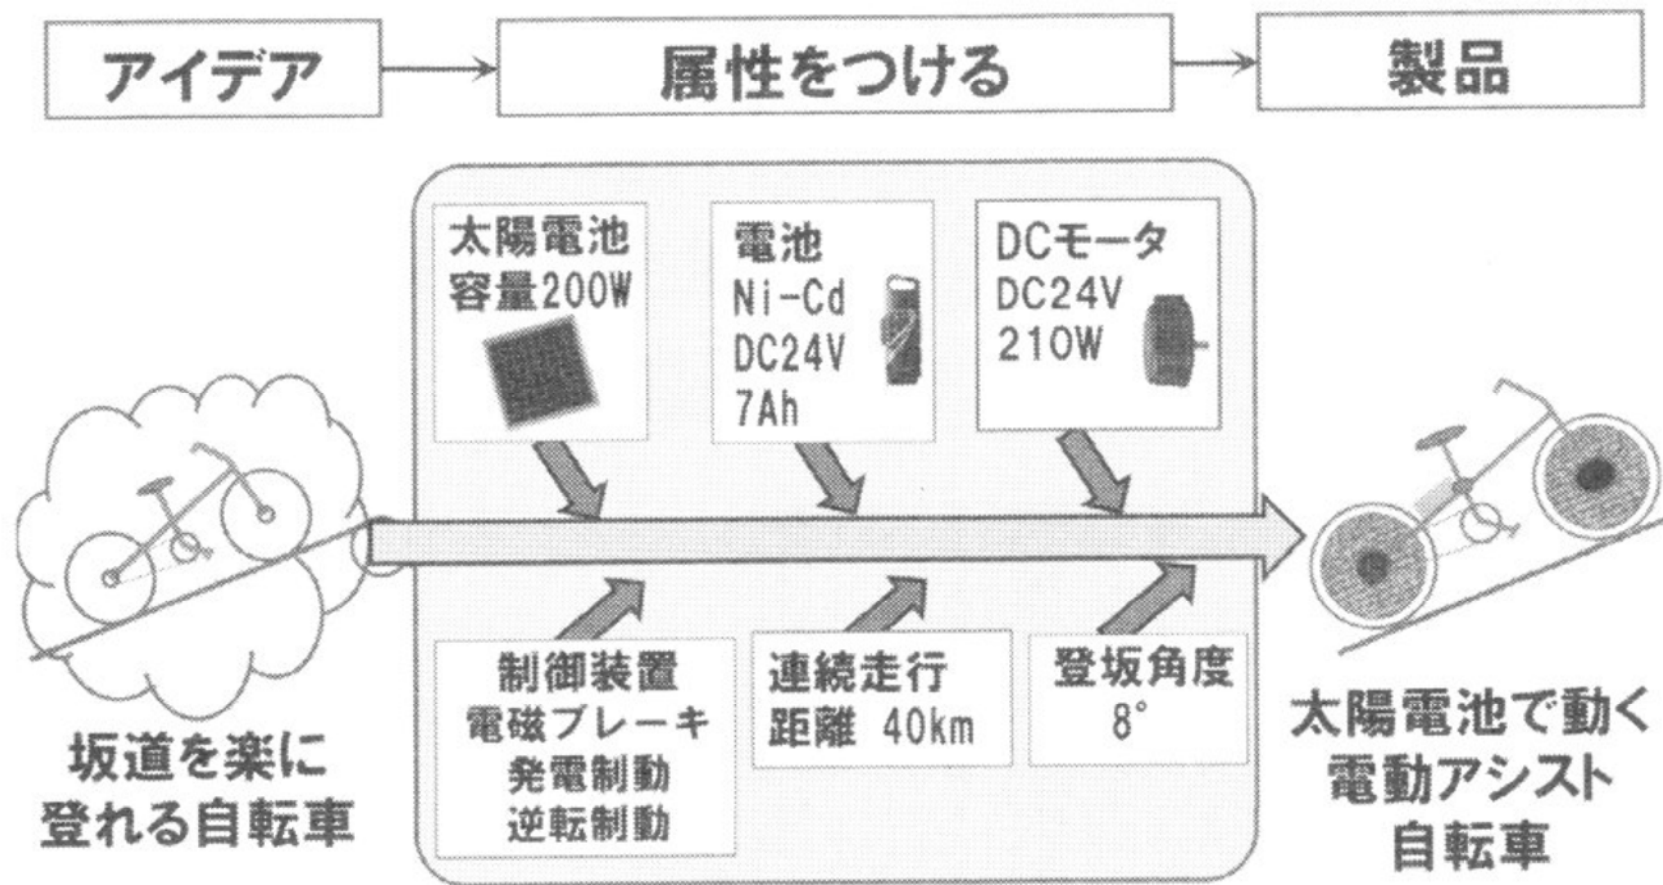 アイデア
属性をつける
製品
太陽電池
容量200W
電池
Ni-Cd
DC24V
7Ah
DCモータ
DC24V
210W
制御装置
電磁ブレーキ
発電制動
逆転制動
連続走行
距離 40km
登坂角度
8°
坂道を楽に
登れる自転車
太陽電池で動く
電動アシスト
自転車